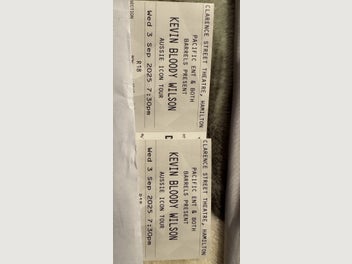 CLARENCE STREET THEATRE, HAMILTON
PACIFIC ENT & BOTH
BARRELS PRESENT
KEVIN BLOODY WILSON
AUSSIE ICON TOUR
Wed 3 Sep 2025 7:30pm
R18
CLARENCE STREET THEATRE, HAMILTON
PACIFIC ENT & BOTH
BARRELS PRESENT
KEVIN BLOODY WILSON
AUSSIE ICON TOUR
Wed 3 Sep 2025 7:30pm